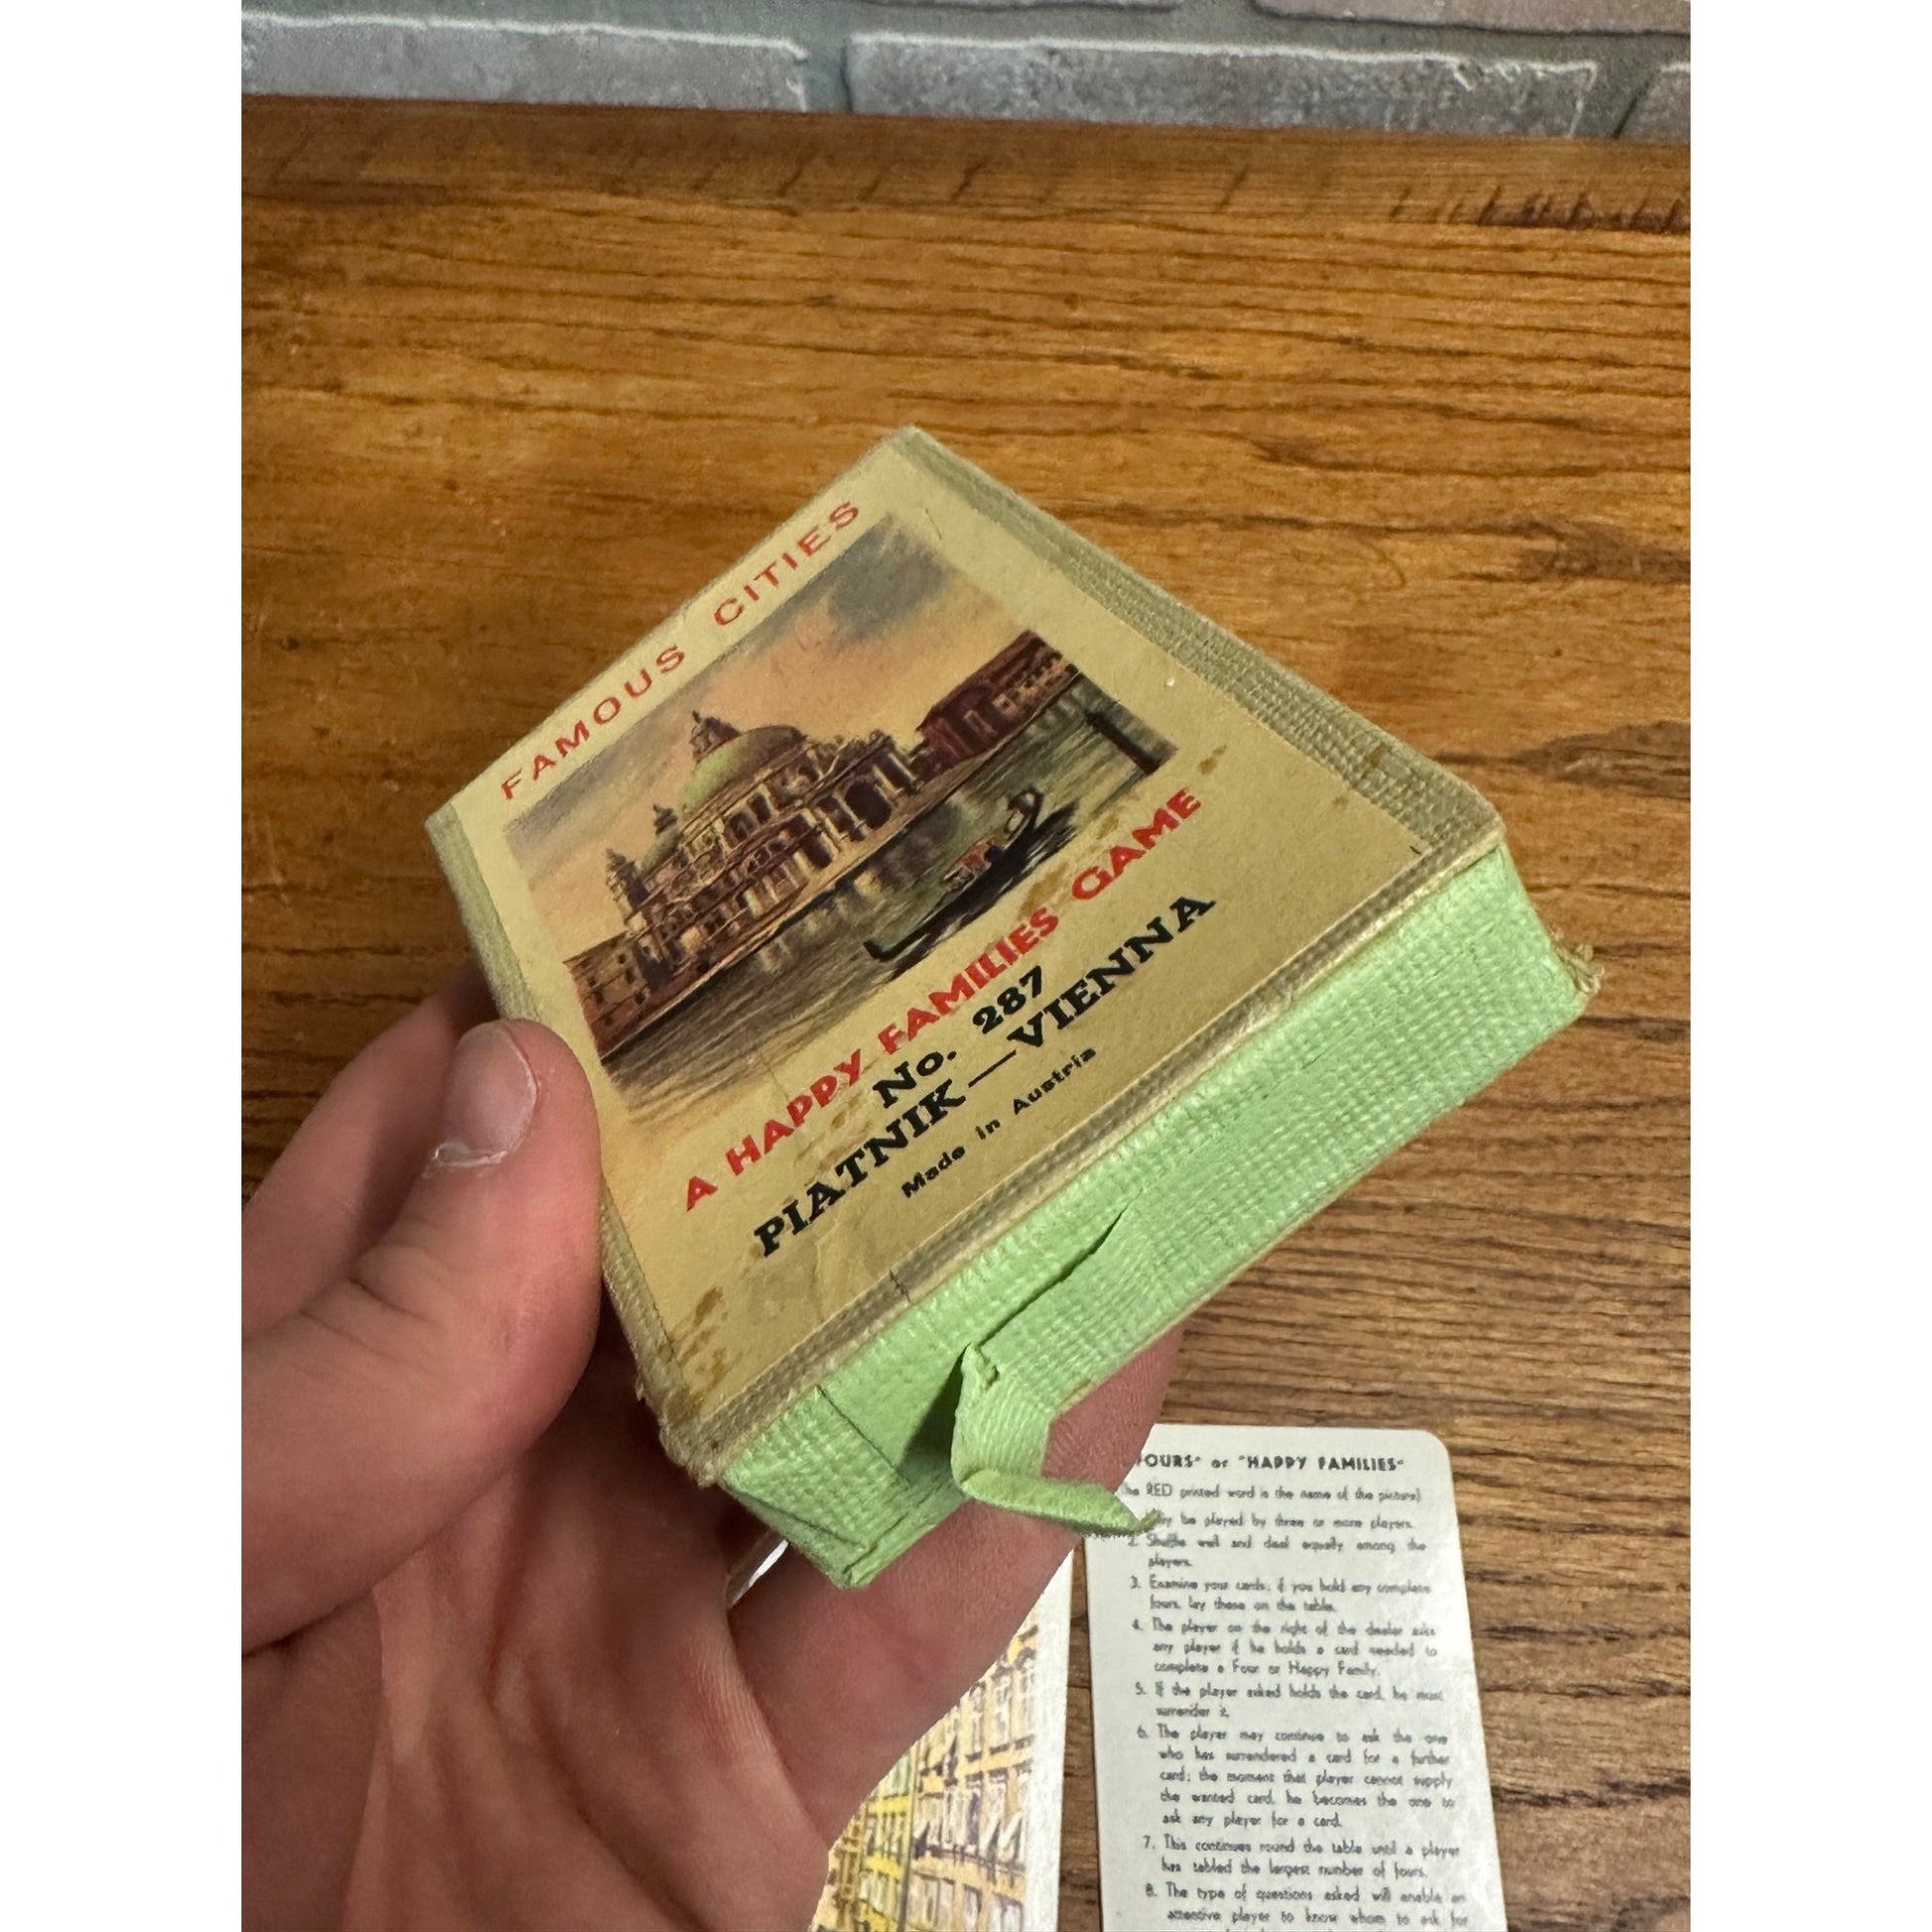 FAMOUS CITIES
A HAPPY FAMILIES GAME
No. 287
PIATNIK—VIENNA
Made in Austria
OURS" or "HAPPY FAMILIES"
RED printed word is the name of the picture)
be played by three or more players.
2. Shuffle well and deal equally among the
players.
3. Examine your cards; if you hold any complete
fours, lay these on the table.
4. The player on the right of the dealer asks
any player if he holds a card needed to
complete a Four or Happy Family.
5. If the player asked holds the card, he must
surrender it.
6. The player may continue to ask the one
who has surrendered a card for a further
card; the moment that player cannot supply
the wanted card, he becomes the one to
ask any player for a card.
7. This continues round the table until a player
has tabled the largest number of fours.
8. The type of questions asked will enable an
attentive player to know whom to ask for